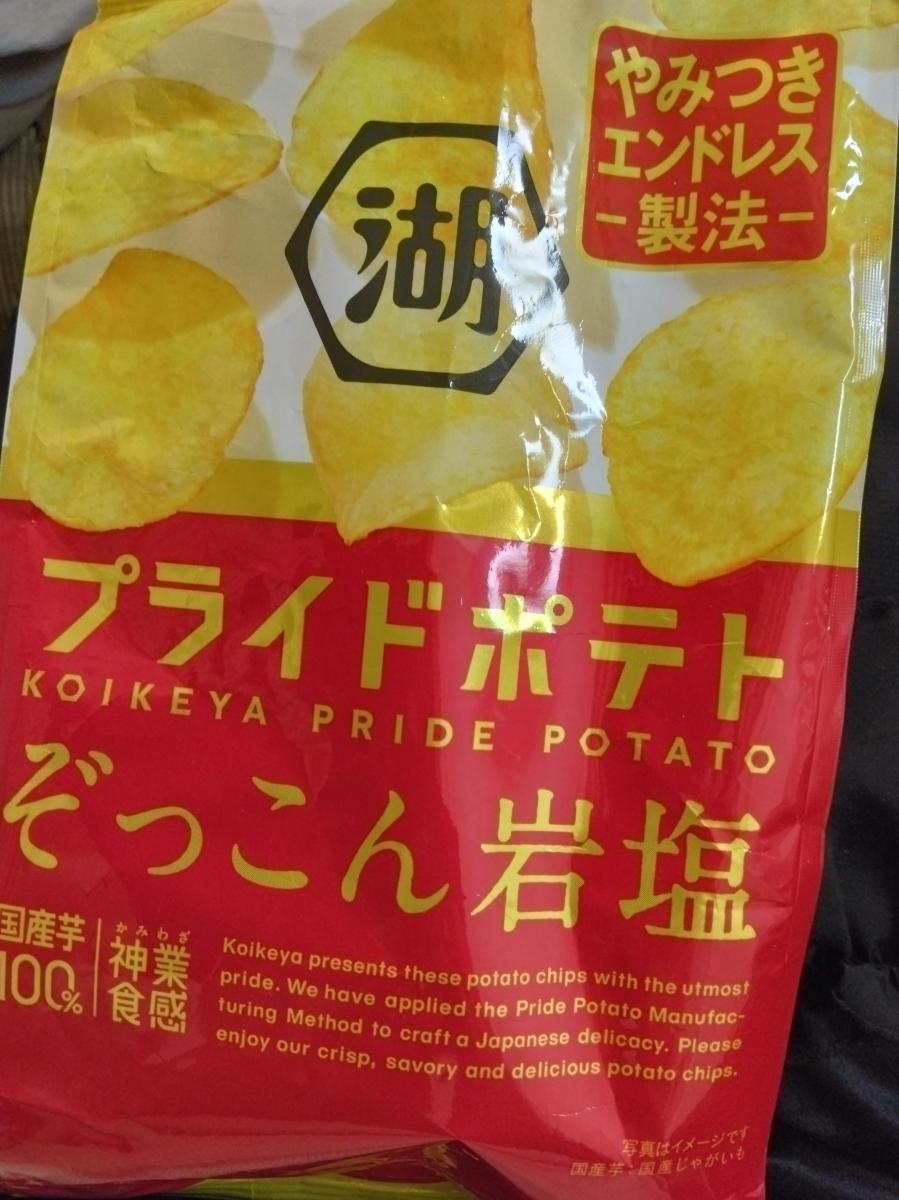 やみつき
エンドレス
-製法-
湖
プライドポテト
KOIKEYA PRIDE POTATO
ぞっこん岩塩
国産芋
100%
かみわざ
神業
食感
Koikeya presents these potato chips with the utmost
pride. We have applied the Pride Potato Manufac-
turing Method to craft a Japanese delicacy. Please
enjoy our crisp, savory and delicious potato chips.
写真はイメージです
国産芋:国産じゃがいも